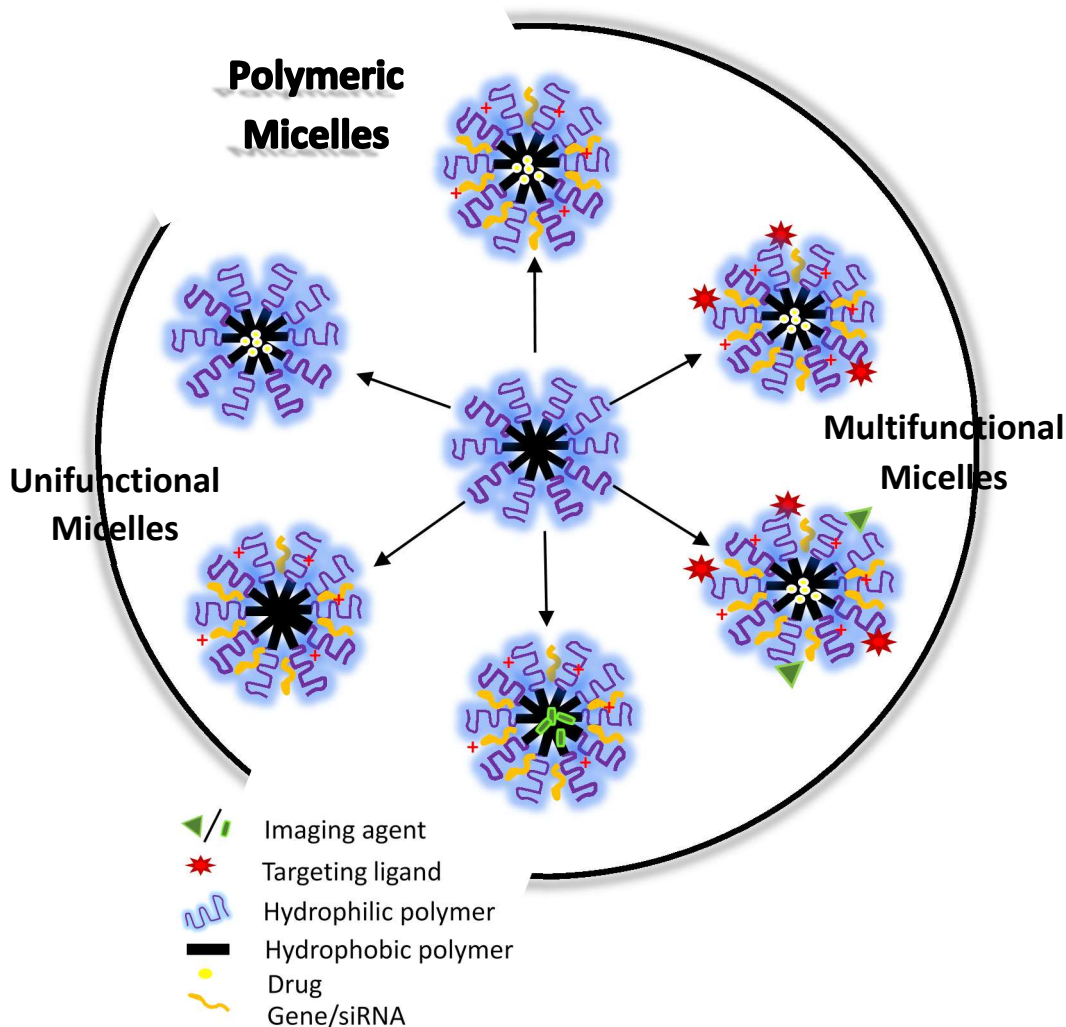 Polymeric
Micelles
Multifunctional
Micelles
Unifunctional
Micelles
Imaging agent
Targeting ligand
Hydrophilic polymer
Hydrophobic polymer
Drug
Gene/siRNA